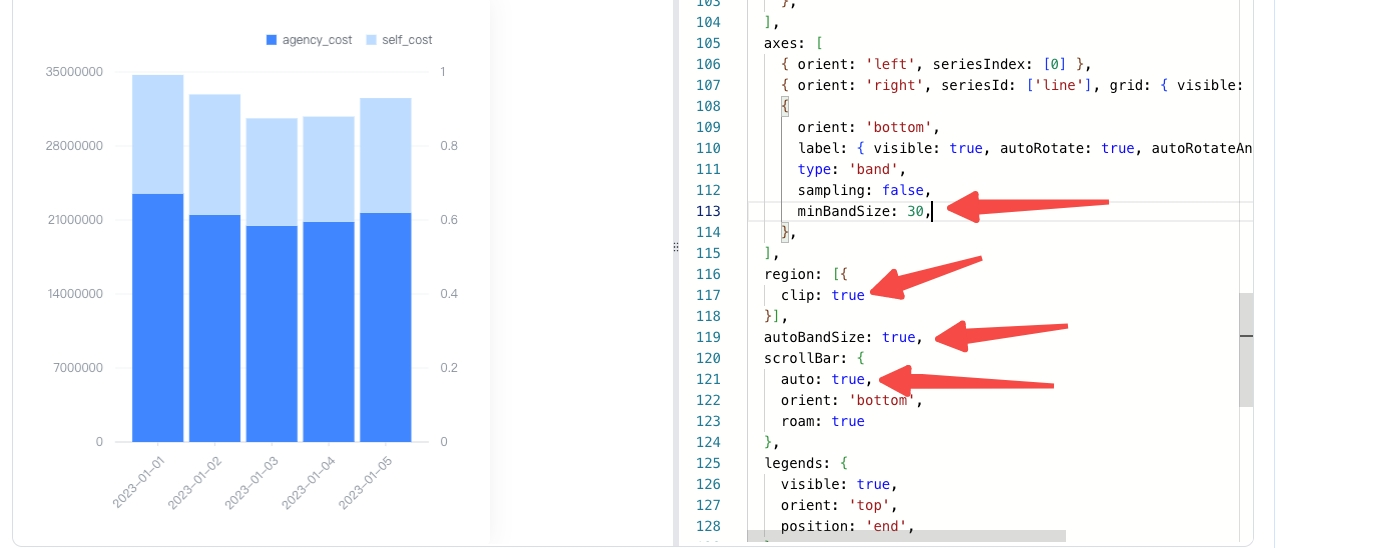 agency_cost self_cost
35000000 1
28000000 0.8
21000000 0.6
14000000 0.4
7000000 0.2
0 0
2023-01-01 2023-01-02 2023-01-03 2023-01-04 2023-01-05
103 },
104 ],
105 axes: [
106 { orient: 'left', seriesIndex: [0] },
107 { orient: 'right', seriesId: ['line'], grid: { visible:
108 {
109 orient: 'bottom',
110 label: { visible: true, autoRotate: true, autoRotateAn
111 type: 'band',
112 sampling: false,
113 minBandSize: 30,
114 },
115 ],
116 region: [{
117 clip: true
118 }],
119 autoBandSize: true,
120 scrollBar: {
121 auto: true,
122 orient: 'bottom',
123 roam: true
124 },
125 legends: {
126 visible: true,
127 orient: 'top',
128 position: 'end',